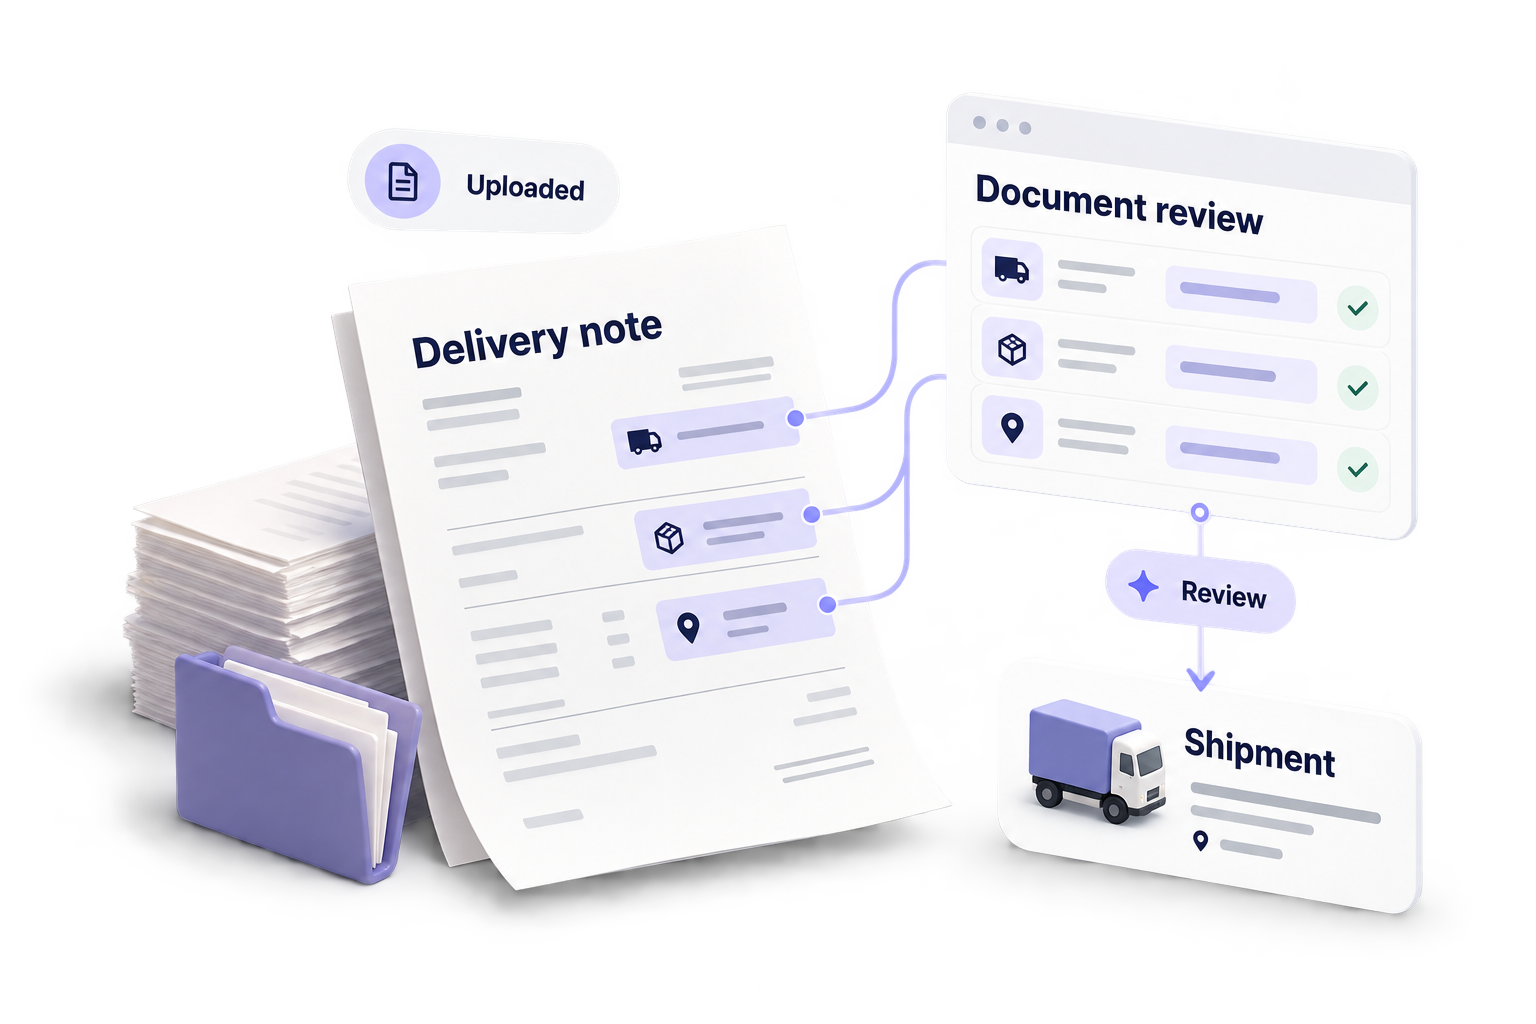 Uploaded
Delivery note
Document review
Review
Shipment